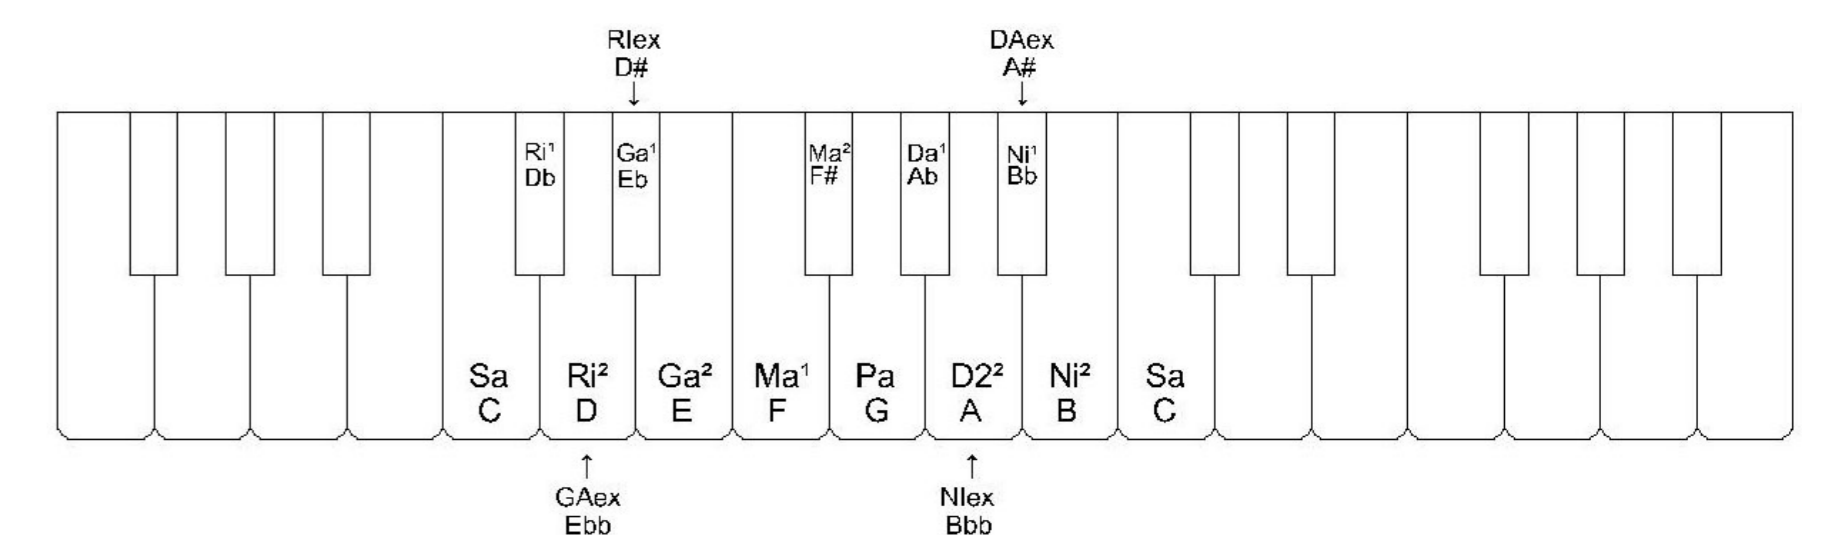 RIex DAex
D# A#
↓ ↓
Ri¹ Ga¹ Ma² Da¹ Ni¹
Db Eb F# Ab Bb
Sa Ri² Ga² Ma¹ Pa D2² Ni² Sa
C D E F G A B C
↑ ↑
GAex NIex
Ebb Bbb